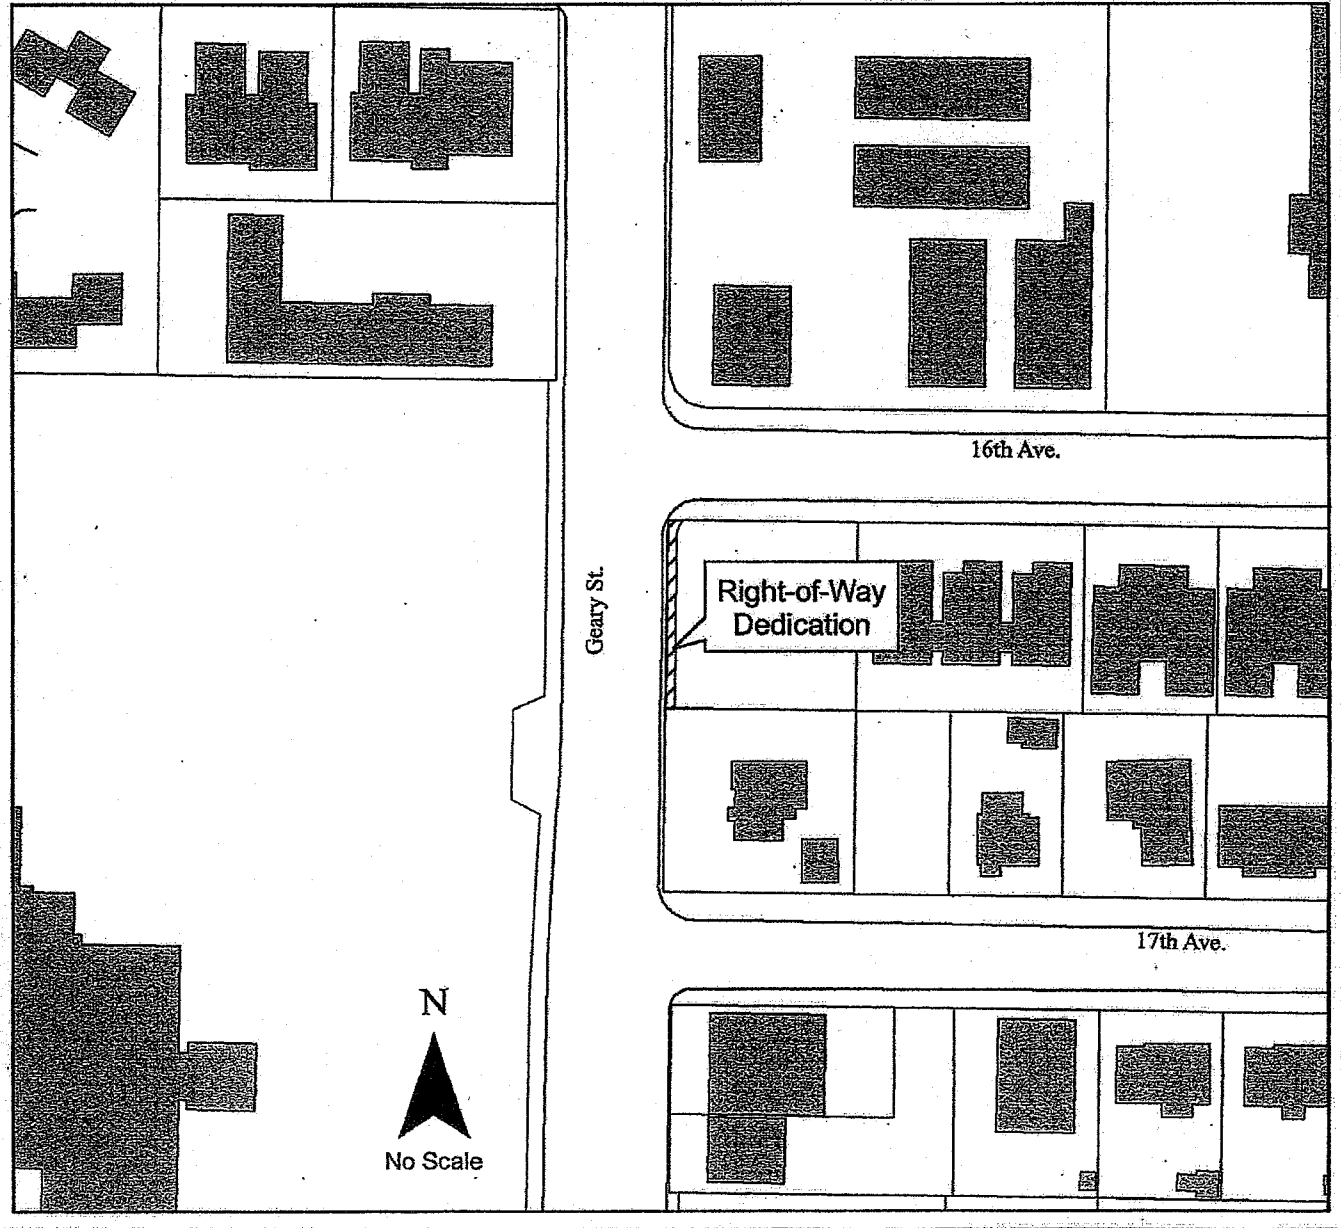 16th Ave.
Geary St.
Right-of-Way
Dedication
17th Ave.
N
No Scale